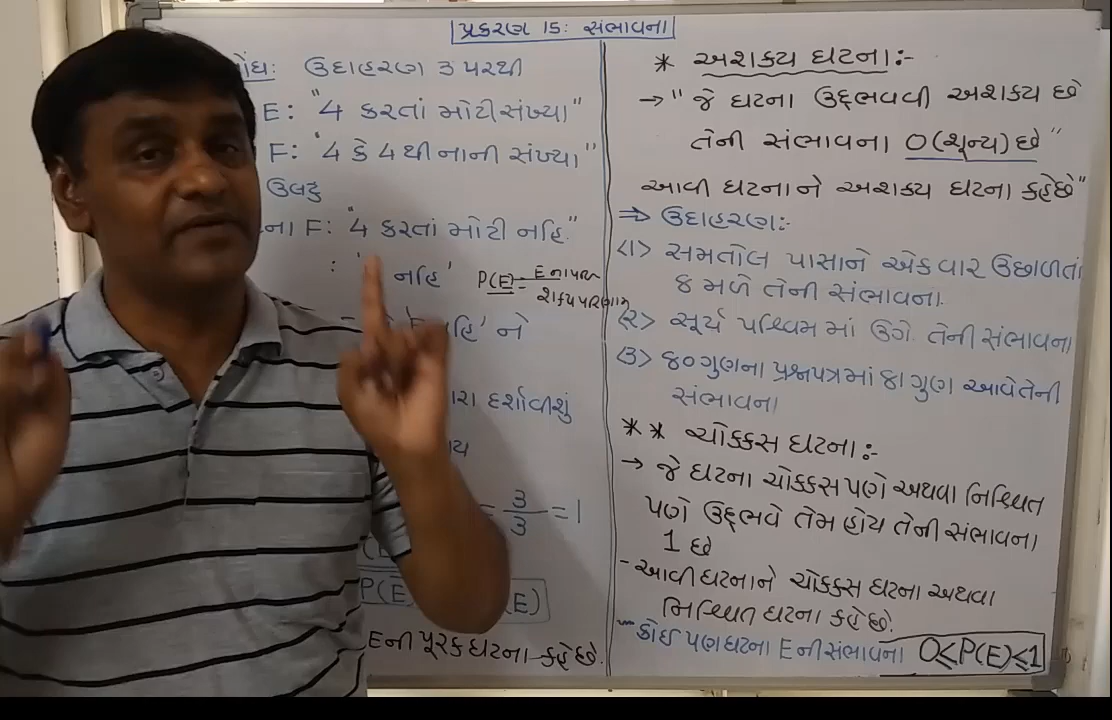 પ્રકરણ 15: સંભાવના
નોંધ: ઉદાહરણ 3 પરથી
E: "4 કરતાં મોટી સંખ્યા"
F: "4 કે 4થી નાની સંખ્યા"
ઉલટુ
ના F: "4 કરતાં મોટી નહિ"
: ' નહિ'
P(E) = E ના પરિ
નહિ' ને
રા દર્શાવીશું
= 3/3 = 1
P(E) (E)
E ની પૂરક ઘટના કહે છે.
* અશક્ય ઘટના:-
→ "જે ઘટના ઉદ્ભવવી અશક્ય છે
તેની સંભાવના 0(શૂન્ય) છે"
આવી ઘટનાને અશક્ય ઘટના કહેછે"
⇒ ઉદાહરણ:-
(1) સમતોલ પાસાને એકવાર ઉછાળતાં
8 મળે તેની સંભાવના.
(2) સૂર્ય પશ્ચિમ માં ઉગે તેની સંભાવના
(3) 80 ગુણના પ્રશ્નપત્રમાં 81 ગુણ આવે તેની
સંભાવના
** ચોક્કસ ઘટના:-
→ જે ઘટના ચોક્કસપણે અથવા નિશ્ચિત
પણે ઉદ્ભવે તેમ હોય તેની સંભાવના
1 છે
- આવી ઘટનાને ચોક્કસ ઘટના અથવા
નિશ્ચિત ઘટના કહે છે.
- કોઈ પણ ઘટના E ની સંભાવના 0≤P(E)≤1